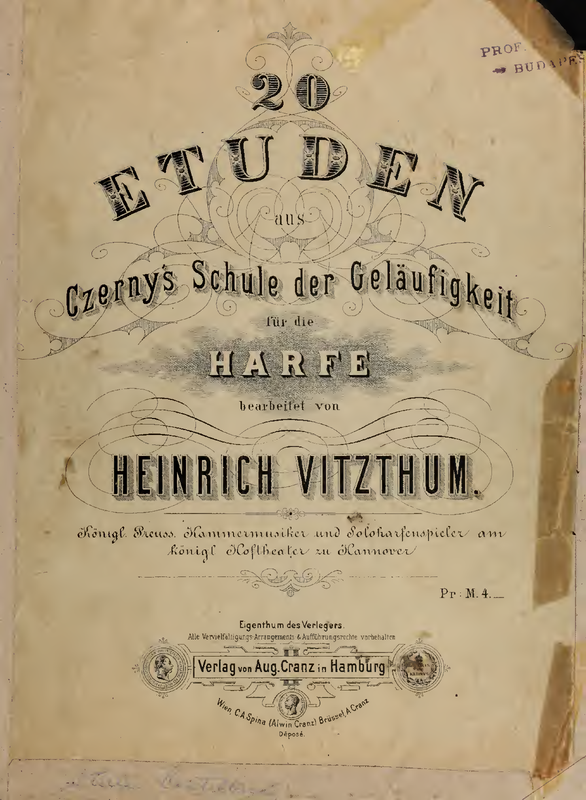 PROF.
BUDAPES
20
ETUDEN
aus
Czerny's Schule der Geläufigkeit
für die
HARFE
bearbeitet von
HEINRICH VITZTHUM.
Königl. Preuss. Kammermusiker und Soloharfenspieler am
königl Hoftheater zu Hannover
Pr: M. 4._
Eigenthum des Verlegers.
Alle Vervielfältigungs-Arrangements & Aufführungsrechte vorbehalten
Verlag von Aug. Cranz in Hamburg
Wien, C.A. Spina (Alwin Cranz) Brüssel, A. Cranz
Déposé.